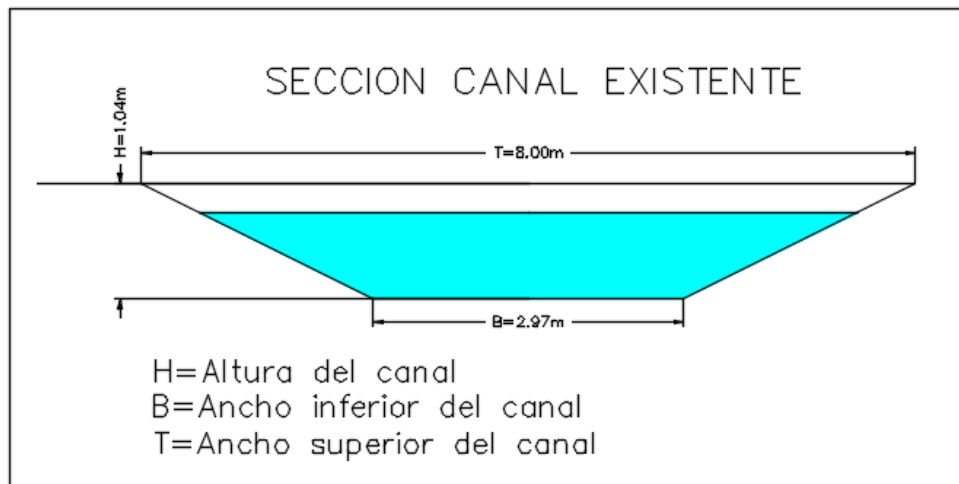 SECCION CANAL EXISTENTE
H=1.04m
T=8.00m
B=2.97m
H=Altura del canal
B=Ancho inferior del canal
T=Ancho superior del canal